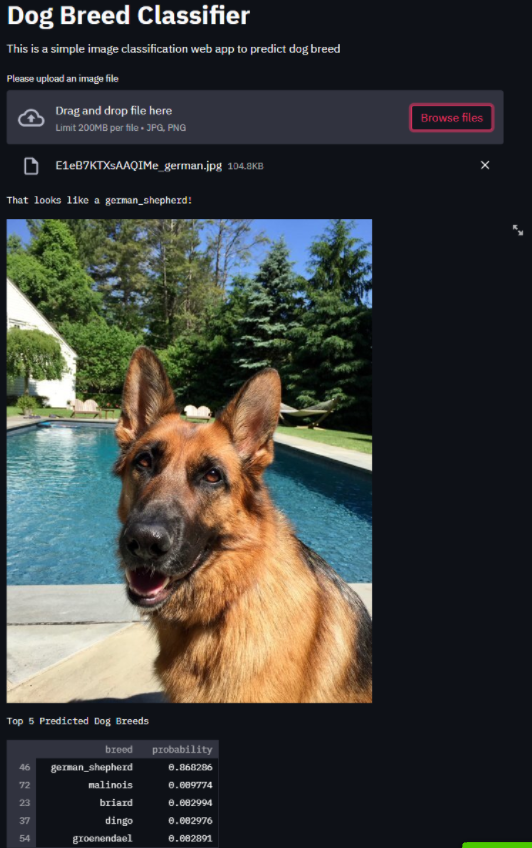 Dog Breed Classifier
This is a simple image classification web app to predict dog breed
Please upload an image file
Drag and drop file here
Limit 200MB per file • JPG, PNG
Browse files
E1eB7KTXsAAQIMe_german.jpg 104.8KB
That looks like a german_shepherd!
Top 5 Predicted Dog Breeds
breed probability
46 german_shepherd 0.868286
72 malinois 0.009774
23 briard 0.002994
37 dingo 0.002976
54 groenendael 0.002891